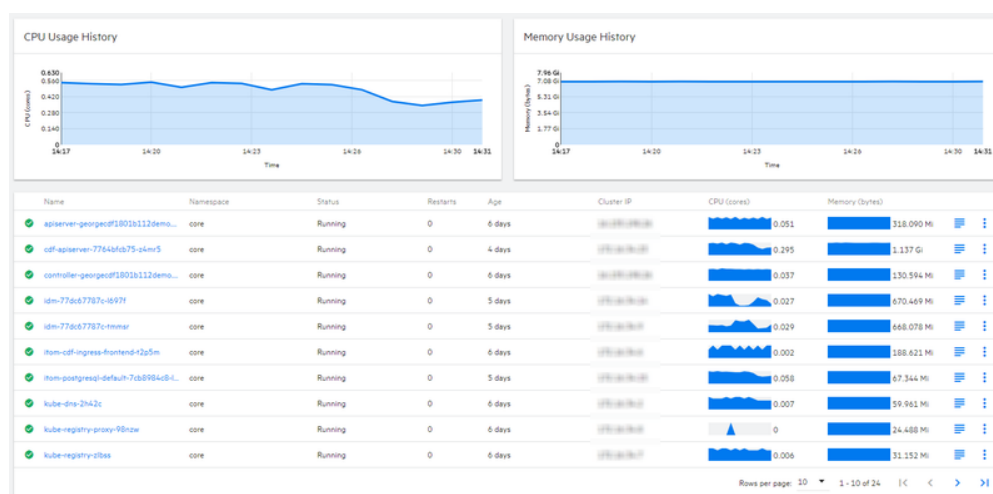 CPU Usage History
0.630
0.560
0.420
0.280
0.140
0
CPU (cores)
14:17 14:20 14:23 14:26 14:30 14:31
Time
Memory Usage History
7.96 Gi
7.08 Gi
5.31 Gi
3.54 Gi
1.77 Gi
0
Memory (bytes)
14:17 14:20 14:23 14:26 14:30 14:31
Time
Name Namespace Status Restarts Age Cluster IP CPU (cores) Memory (bytes)
apiserver-georgecdf1801b112demo... core Running 0 6 days 0.051 318.090 Mi
cdf-apiserver-7764bfcb75-z4mr5 core Running 0 4 days 0.295 1.137 Gi
controller-georgecdf1801b112demo... core Running 0 6 days 0.037 130.594 Mi
idm-77dc67787c-l697f core Running 0 5 days 0.027 670.469 Mi
idm-77dc67787c-tmmsr core Running 0 5 days 0.029 668.078 Mi
itom-cdf-ingress-frontend-t2p5m core Running 0 6 days 0.002 188.621 Mi
itom-postgresql-default-7cb8984c8-l... core Running 0 5 days 0.058 67.344 Mi
kube-dns-2h42c core Running 0 6 days 0.007 59.961 Mi
kube-registry-proxy-98nzw core Running 0 6 days 0 24.488 Mi
kube-registry-zlbss core Running 0 6 days 0.006 31.152 Mi
Rows per page: 10 1 - 10 of 24